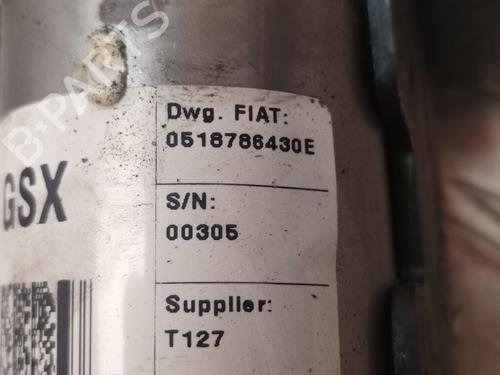 B-PARTS
GSX
Dwg. FIAT:
0518786430E
S/N:
00305
Supplier:
T127